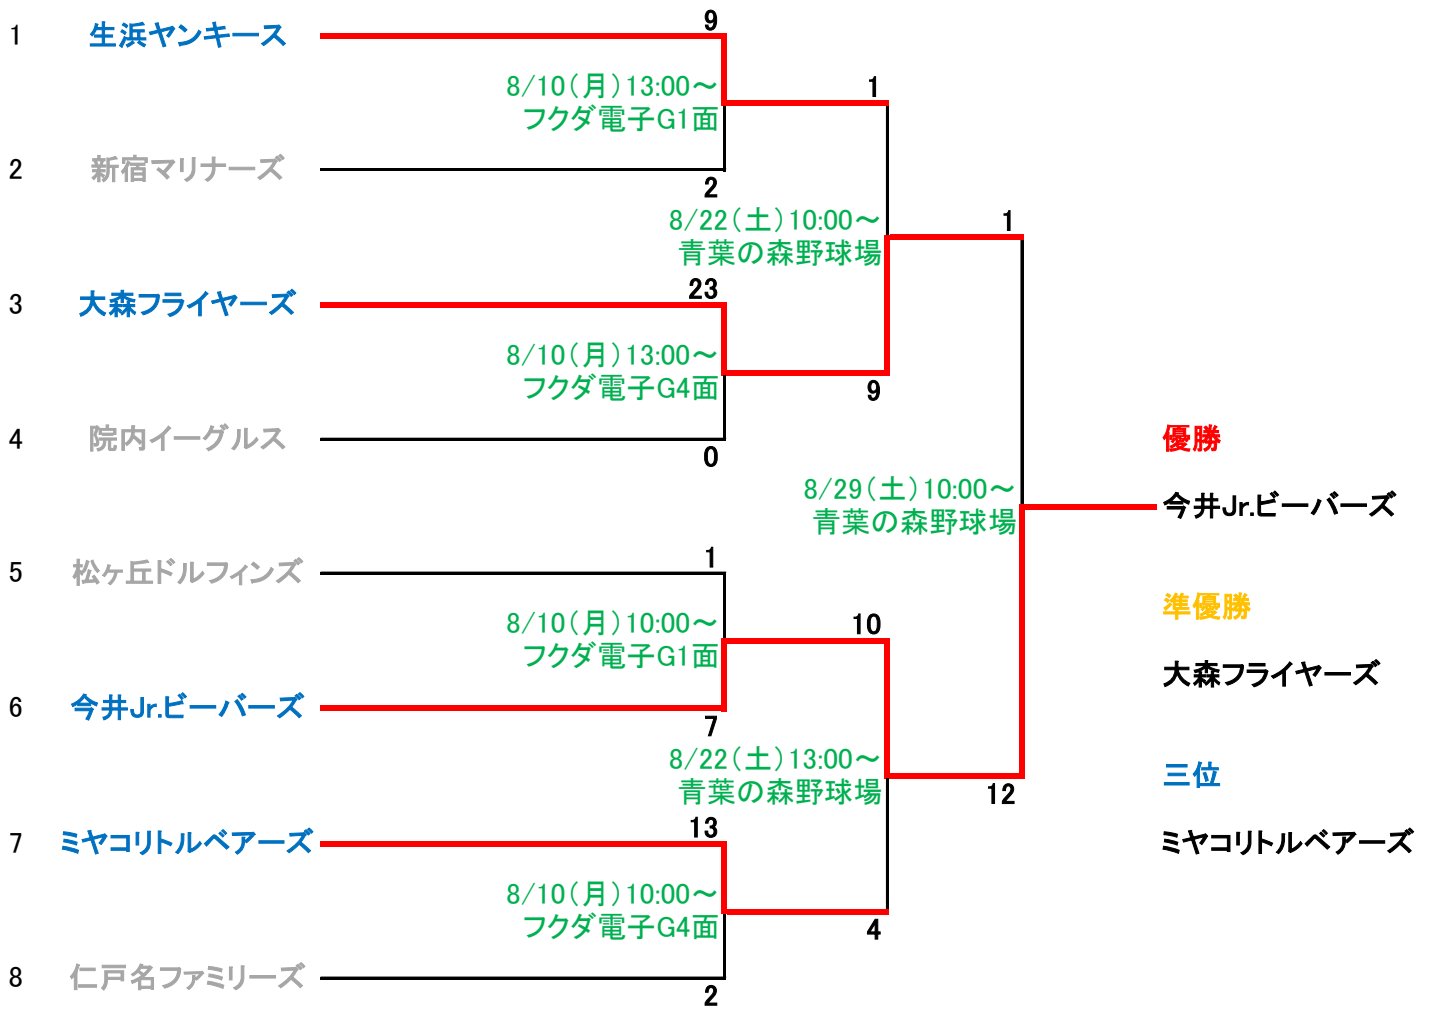 9
1 生浜ヤンキース
8/10(月)13:00～
フクダ電子G1面
1
2 新宿マリナーズ
2
8/22(土)10:00～
青葉の森野球場
1
23
3 大森フライヤーズ
8/10(月)13:00～
フクダ電子G4面
9
4 院内イーグルス
0
優勝
8/29(土)10:00～
青葉の森野球場
今井Jr.ビーバーズ
1
5 松ヶ丘ドルフィンズ
8/10(月)10:00～
フクダ電子G1面
10
準優勝
大森フライヤーズ
6 今井Jr.ビーバーズ
7
8/22(土)13:00～
青葉の森野球場
12
三位
13
7 ミヤコリトルベアーズ
ミヤコリトルベアーズ
8/10(月)10:00～
フクダ電子G4面
4
8 仁戸名ファミリーズ
2